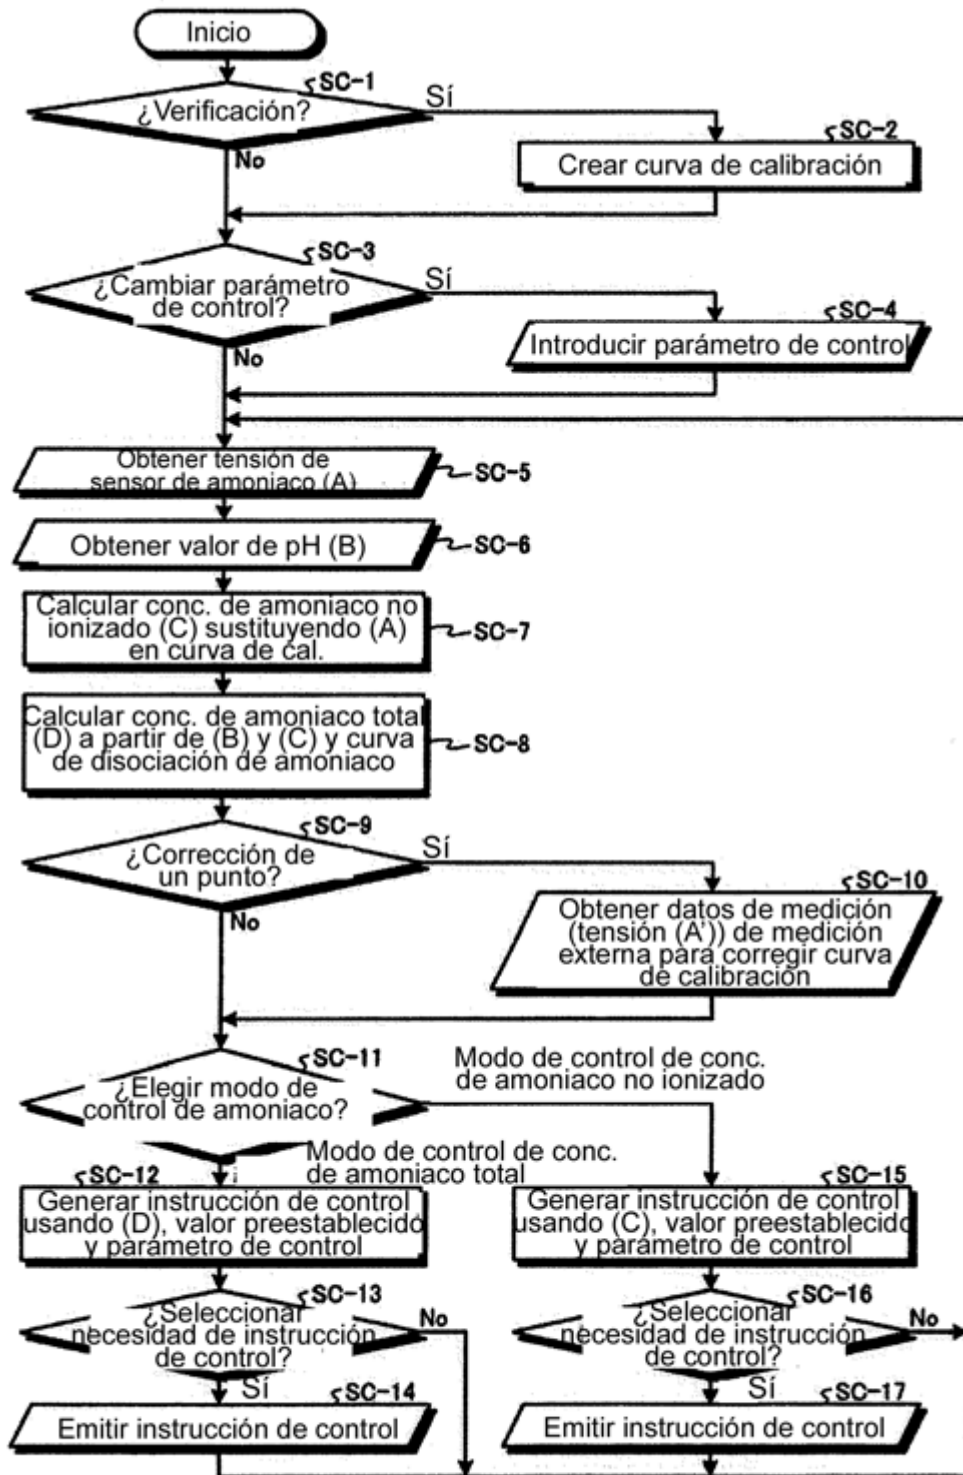 Inicio
SC-1
¿Verificación?
Sí
No
SC-2
Crear curva de calibración
SC-3
¿Cambiar parámetro
de control?
Sí
No
SC-4
Introducir parámetro de control
Obtener tensión de
sensor de amoniaco (A)
SC-5
Obtener valor de pH (B)
SC-6
Calcular conc. de amoniaco no
ionizado (C) sustituyendo (A)
en curva de cal.
SC-7
Calcular conc. de amoniaco total
(D) a partir de (B) y (C) y curva
de disociación de amoniaco
SC-8
SC-9
¿Corrección de
un punto?
Sí
No
SC-10
Obtener datos de medición
(tensión (A')) de medición
externa para corregir curva
de calibración
SC-11
¿Elegir modo de
control de amoniaco?
Modo de control de conc.
de amoniaco no ionizado
Modo de control de conc.
de amoniaco total
SC-12
Generar instrucción de control
usando (D), valor preestablecido
y parámetro de control
SC-15
Generar instrucción de control
usando (C), valor preestablecido
y parámetro de control
SC-13
¿Seleccionar
necesidad de instrucción
de control?
No
Sí
SC-16
¿Seleccionar
necesidad de instrucción
de control?
No
Sí
SC-14
Emitir instrucción de control
SC-17
Emitir instrucción de control